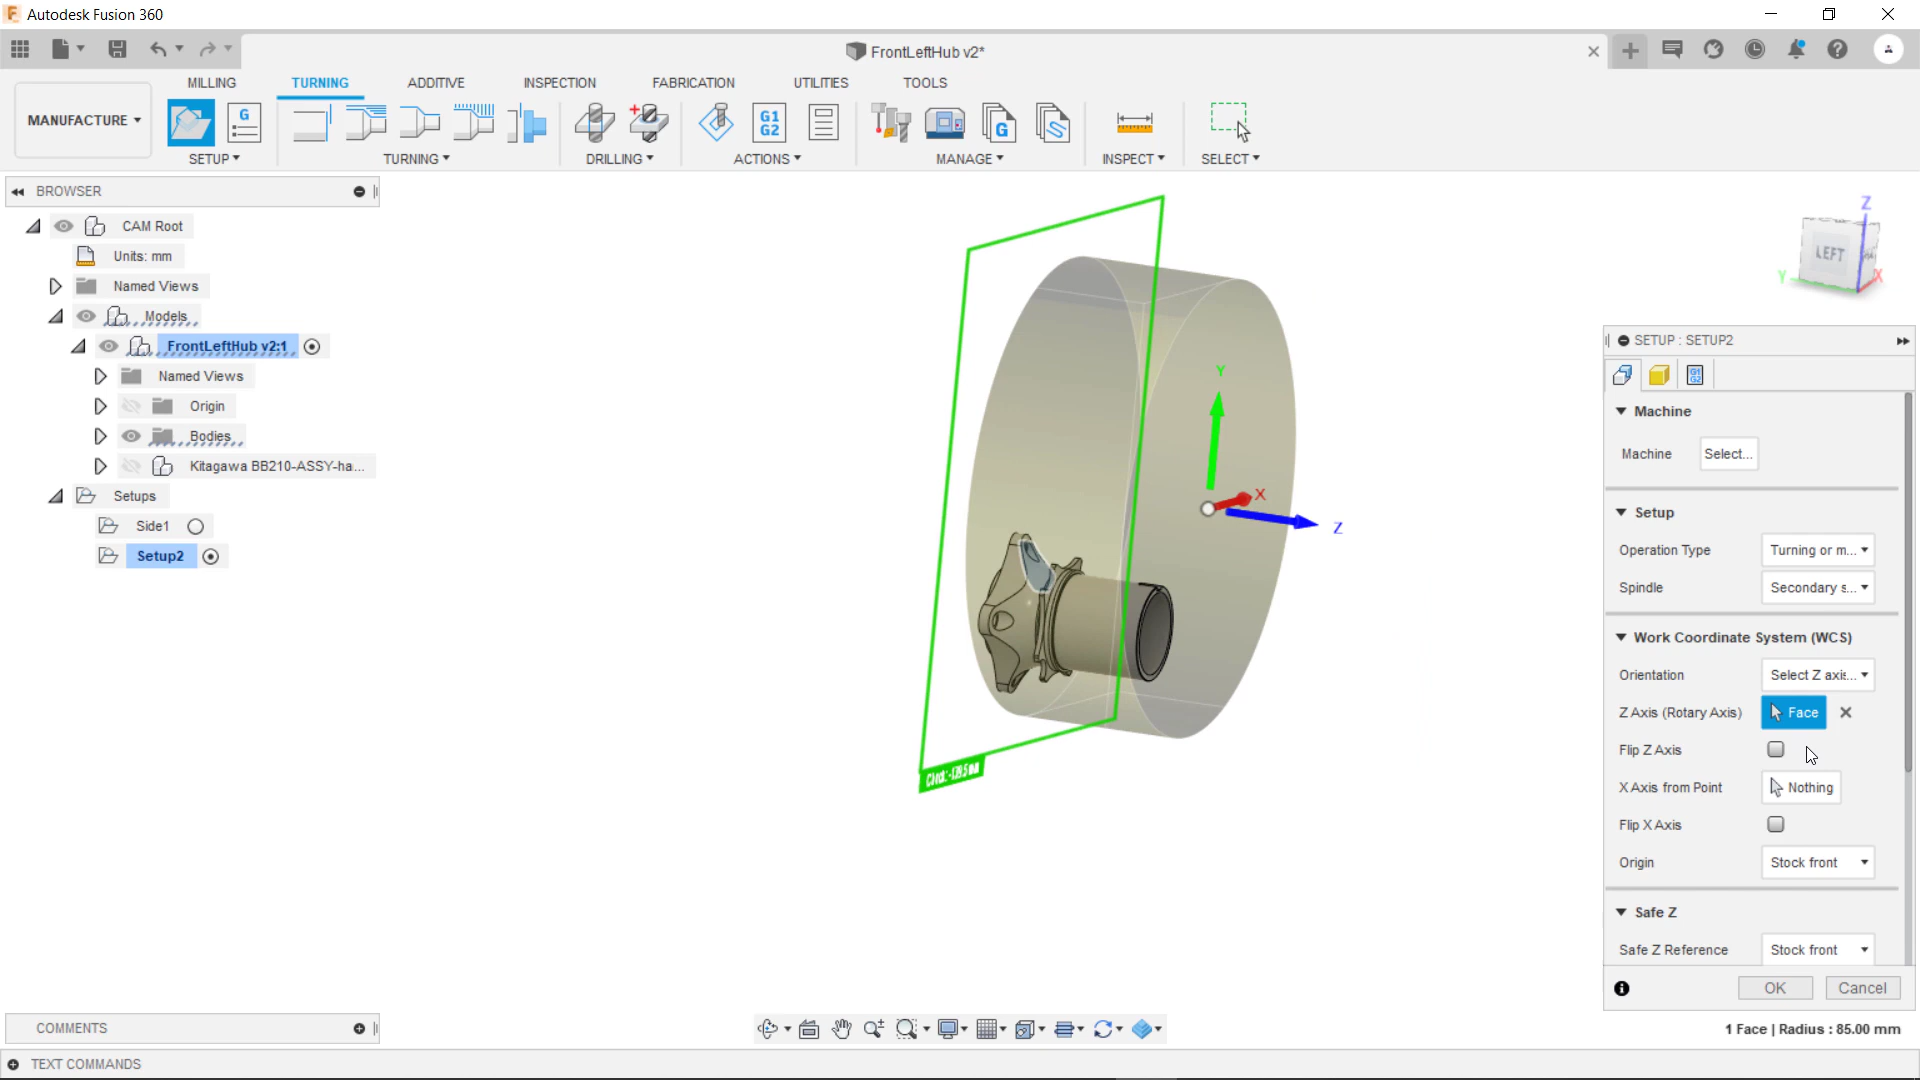 Autodesk Fusion 360
FrontLeftHub v2*
MILLING TURNING ADDITIVE INSPECTION FABRICATION UTILITIES TOOLS
MANUFACTURE
G
G1
G2
G
SETUP TURNING DRILLING ACTIONS MANAGE INSPECT SELECT
BROWSER
CAM Root
Units: mm
Named Views
Models
FrontLeftHub v2:1
Named Views
Origin
Bodies
Kitagawa BB210-ASSY-ha...
Setups
Side1
Setup2
Y
X
Z
Z
LEFT
Y
X
SETUP : SETUP2
Machine
Machine Select...
Setup
Operation Type Turning or m...
Spindle Secondary s...
Work Coordinate System (WCS)
Orientation Select Z axis...
Z Axis (Rotary Axis) Face
Flip Z Axis
X Axis from Point Nothing
Flip X Axis
Origin Stock front
Safe Z
Safe Z Reference Stock front
OK Cancel
COMMENTS
1 Face | Radius : 85.00 mm
TEXT COMMANDS